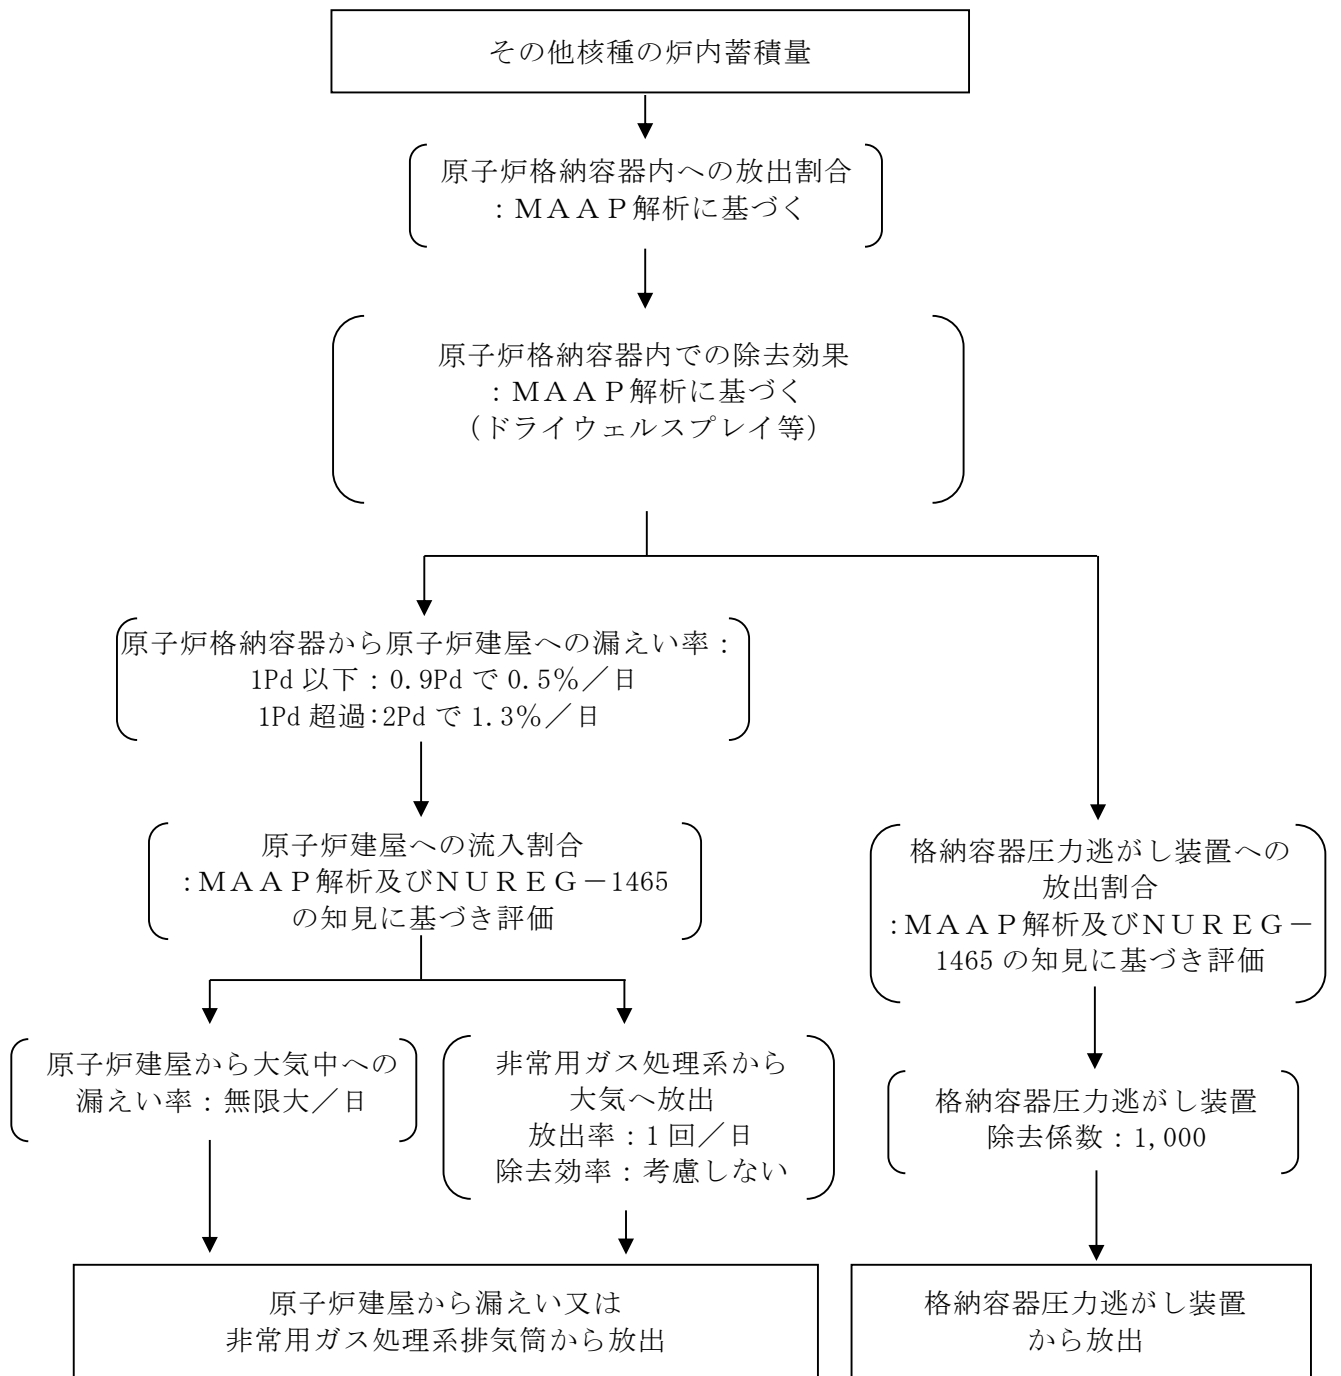 その他核種の炉内蓄積量
原子炉格納容器内への放出割合
：ＭＡＡＰ解析に基づく
原子炉格納容器内での除去効果
：ＭＡＡＰ解析に基づく
（ドライウェルスプレイ等）
原子炉格納容器から原子炉建屋への漏えい率：
1Pd 以下：0.9Pd で 0.5％／日
1Pd 超過：2Pd で 1.3％／日
原子炉建屋への流入割合
：ＭＡＡＰ解析及びＮＵＲＥＧ－1465
の知見に基づき評価
原子炉建屋から大気中への
漏えい率：無限大／日
非常用ガス処理系から
大気へ放出
放出率：1 回／日
除去効率：考慮しない
原子炉建屋から漏えい又は
非常用ガス処理系排気筒から放出
格納容器圧力逃がし装置への
放出割合
：ＭＡＡＰ解析及びＮＵＲＥＧ－
1465 の知見に基づき評価
格納容器圧力逃がし装置
除去係数：1,000
格納容器圧力逃がし装置
から放出